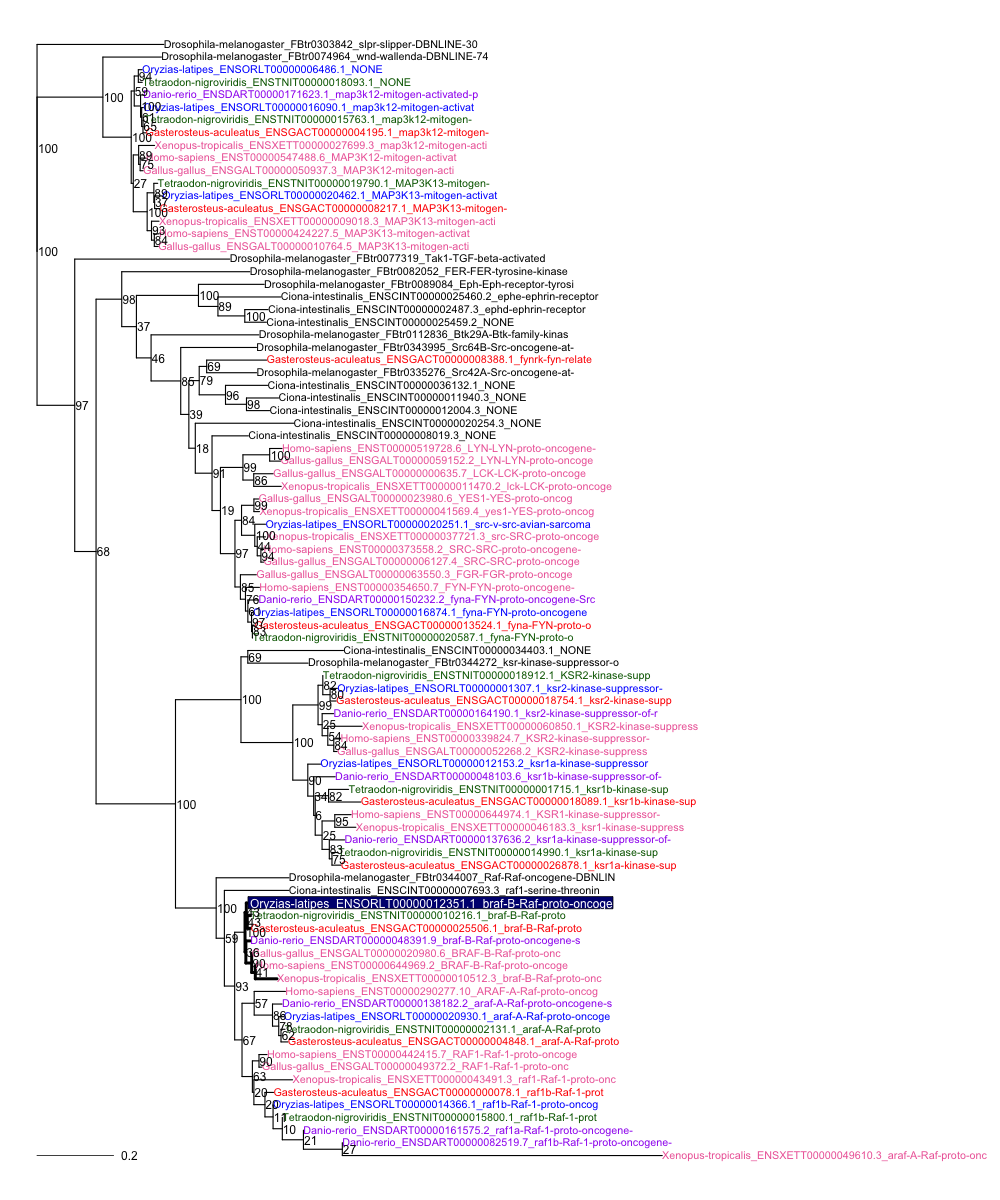 Drosophila-melanogaster_FBtr0303842_slpr-slipper-DBNLINE-30
Drosophila-melanogaster_FBtr0074964_wnd-wallenda-DBNLINE-74
Oryzias-latipes_ENSORLT00000006486.1_NONE
94
Tetraodon-nigroviridis_ENSTNIT00000018093.1_NONE
59
Danio-rerio_ENSDART00000171623.1_map3k12-mitogen-activated-p
100
100
Oryzias-latipes_ENSORLT00000016090.1_map3k12-mitogen-activat
61
Tetraodon-nigroviridis_ENSTNIT00000015763.1_map3k12-mitogen-
65
Gasterosteus-aculeatus_ENSGACT00000004195.1_map3k12-mitogen-
100
Xenopus-tropicalis_ENSXETT00000027699.3_map3k12-mitogen-acti
100
89
Homo-sapiens_ENST00000547488.6_MAP3K12-mitogen-activat
75
Gallus-gallus_ENSGALT00000050937.3_MAP3K12-mitogen-acti
27
Tetraodon-nigroviridis_ENSTNIT00000019790.1_MAP3K13-mitogen-
89
Oryzias-latipes_ENSORLT00000020462.1_MAP3K13-mitogen-activat
37
Gasterosteus-aculeatus_ENSGACT00000008217.1_MAP3K13-mitogen-
100
Xenopus-tropicalis_ENSXETT00000009018.3_MAP3K13-mitogen-acti
93
Homo-sapiens_ENST00000424227.5_MAP3K13-mitogen-activat
84
Gallus-gallus_ENSGALT00000010764.5_MAP3K13-mitogen-acti
100
Drosophila-melanogaster_FBtr0077319_Tak1-TGF-beta-activated
Drosophila-melanogaster_FBtr0082052_FER-FER-tyrosine-kinase
Drosophila-melanogaster_FBtr0089084_Eph-Eph-receptor-tyrosi
98
100
Ciona-intestinalis_ENSCINT00000025460.2_ephe-ephrin-receptor
89
Ciona-intestinalis_ENSCINT00000002487.3_ephd-ephrin-receptor
100
Ciona-intestinalis_ENSCINT00000025459.2_NONE
37
Drosophila-melanogaster_FBtr0112836_Btk29A-Btk-family-kinas
Drosophila-melanogaster_FBtr0343995_Src64B-Src-oncogene-at-
46
Gasterosteus-aculeatus_ENSGACT00000008388.1_fynrk-fyn-relate
69
Drosophila-melanogaster_FBtr0335276_Src42A-Src-oncogene-at-
85
79
Ciona-intestinalis_ENSCINT00000036132.1_NONE
96
Ciona-intestinalis_ENSCINT00000011940.3_NONE
98
97
Ciona-intestinalis_ENSCINT00000012004.3_NONE
39
Ciona-intestinalis_ENSCINT00000020254.3_NONE
Ciona-intestinalis_ENSCINT00000008019.3_NONE
18
Homo-sapiens_ENST00000519728.6_LYN-LYN-proto-oncogene-
100
Gallus-gallus_ENSGALT00000059152.2_LYN-LYN-proto-oncoge
99
91
Gallus-gallus_ENSGALT00000000635.7_LCK-LCK-proto-oncoge
86
Xenopus-tropicalis_ENSXETT00000011470.2_lck-LCK-proto-oncoge
Gallus-gallus_ENSGALT00000023980.6_YES1-YES-proto-oncog
99
19
Xenopus-tropicalis_ENSXETT00000041569.4_yes1-YES-proto-oncog
84
Oryzias-latipes_ENSORLT00000020251.1_src-v-src-avian-sarcoma
100
Xenopus-tropicalis_ENSXETT00000037721.3_src-SRC-proto-oncoge
44
Homo-sapiens_ENST00000373558.2_SRC-SRC-proto-oncogene-
68
97
94
Gallus-gallus_ENSGALT00000006127.4_SRC-SRC-proto-oncoge
Gallus-gallus_ENSGALT00000063550.3_FGR-FGR-proto-oncoge
85
Homo-sapiens_ENST00000354650.7_FYN-FYN-proto-oncogene-
76
Danio-rerio_ENSDART00000150232.2_fyna-FYN-proto-oncogene-Src
61
Oryzias-latipes_ENSORLT00000016874.1_fyna-FYN-proto-oncogene
97
Gasterosteus-aculeatus_ENSGACT00000013524.1_fyna-FYN-proto-o
83
Tetraodon-nigroviridis_ENSTNIT00000020587.1_fyna-FYN-proto-o
Ciona-intestinalis_ENSCINT00000034403.1_NONE
69
Drosophila-melanogaster_FBtr0344272_ksr-kinase-suppressor-o
Tetraodon-nigroviridis_ENSTNIT00000018912.1_KSR2-kinase-supp
82
Oryzias-latipes_ENSORLT00000001307.1_ksr2-kinase-suppressor-
80
100
99
Gasterosteus-aculeatus_ENSGACT00000018754.1_ksr2-kinase-supp
Danio-rerio_ENSDART00000164190.1_ksr2-kinase-suppressor-of-r
25
Xenopus-tropicalis_ENSXETT00000060850.1_KSR2-kinase-suppress
54
Homo-sapiens_ENST00000339824.7_KSR2-kinase-suppressor-
100
84
Gallus-gallus_ENSGALT00000052268.2_KSR2-kinase-suppress
Oryzias-latipes_ENSORLT00000012153.2_ksr1a-kinase-suppressor
90
Danio-rerio_ENSDART00000048103.6_ksr1b-kinase-suppressor-of-
Tetraodon-nigroviridis_ENSTNIT00000001715.1_ksr1b-kinase-sup
34
82
100
Gasterosteus-aculeatus_ENSGACT00000018089.1_ksr1b-kinase-sup
6
Homo-sapiens_ENST00000644974.1_KSR1-kinase-suppressor-
95
Xenopus-tropicalis_ENSXETT00000046183.3_ksr1-kinase-suppress
25
Danio-rerio_ENSDART00000137636.2_ksr1a-kinase-suppressor-of-
83
Tetraodon-nigroviridis_ENSTNIT00000014990.1_ksr1a-kinase-sup
75
Gasterosteus-aculeatus_ENSGACT00000026878.1_ksr1a-kinase-sup
Drosophila-melanogaster_FBtr0344007_Raf-Raf-oncogene-DBNLIN
Ciona-intestinalis_ENSCINT00000007693.3_raf1-serine-threonin
100
Oryzias-latipes_ENSORLT00000012351.1_braf-B-Raf-proto-oncoge
Tetraodon-nigroviridis_ENSTNIT00000010216.1_braf-B-Raf-proto
43
Gasterosteus-aculeatus_ENSGACT00000025506.1_braf-B-Raf-proto
100
59
Danio-rerio_ENSDART00000048391.9_braf-B-Raf-proto-oncogene-s
36
Gallus-gallus_ENSGALT00000020980.6_BRAF-B-Raf-proto-onc
90
Homo-sapiens_ENST00000644969.2_BRAF-B-Raf-proto-oncoge
41
Xenopus-tropicalis_ENSXETT00000010512.3_braf-B-Raf-proto-onc
93
Homo-sapiens_ENST00000290277.10_ARAF-A-Raf-proto-oncog
57
Danio-rerio_ENSDART00000138182.2_araf-A-Raf-proto-oncogene-s
86
Oryzias-latipes_ENSORLT00000020930.1_araf-A-Raf-proto-oncoge
78
Tetraodon-nigroviridis_ENSTNIT00000002131.1_araf-A-Raf-proto
62
67
Gasterosteus-aculeatus_ENSGACT00000004848.1_araf-A-Raf-proto
Homo-sapiens_ENST00000442415.7_RAF1-Raf-1-proto-oncoge
90
Gallus-gallus_ENSGALT00000049372.2_RAF1-Raf-1-proto-onc
63
Xenopus-tropicalis_ENSXETT00000043491.3_raf1-Raf-1-proto-onc
20
Gasterosteus-aculeatus_ENSGACT00000000078.1_raf1b-Raf-1-prot
20
Oryzias-latipes_ENSORLT00000014366.1_raf1b-Raf-1-proto-oncog
11
Tetraodon-nigroviridis_ENSTNIT00000015800.1_raf1b-Raf-1-prot
10
Danio-rerio_ENSDART00000161575.2_raf1a-Raf-1-proto-oncogene-
21
Danio-rerio_ENSDART00000082519.7_raf1b-Raf-1-proto-oncogene-
27
Xenopus-tropicalis_ENSXETT00000049610.3_araf-A-Raf-proto-onc
0.2